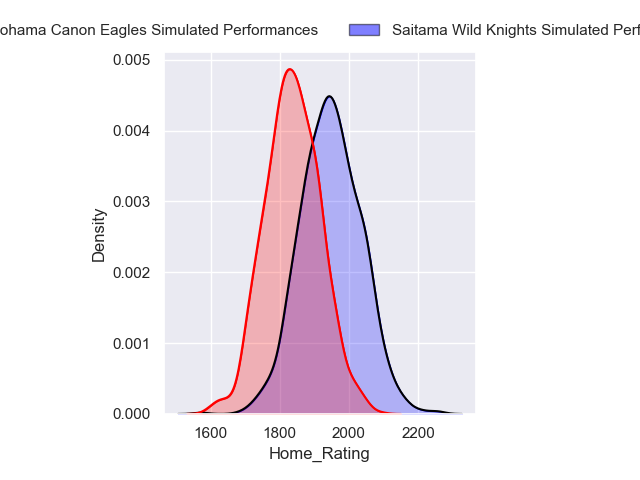 ohama Canon Eagles Simulated Performances
Saitama Wild Knights Simulated Perf
0.005
0.004
0.003
0.002
0.001
0.000
Density
1600 1800 2000 2200
Home_Rating